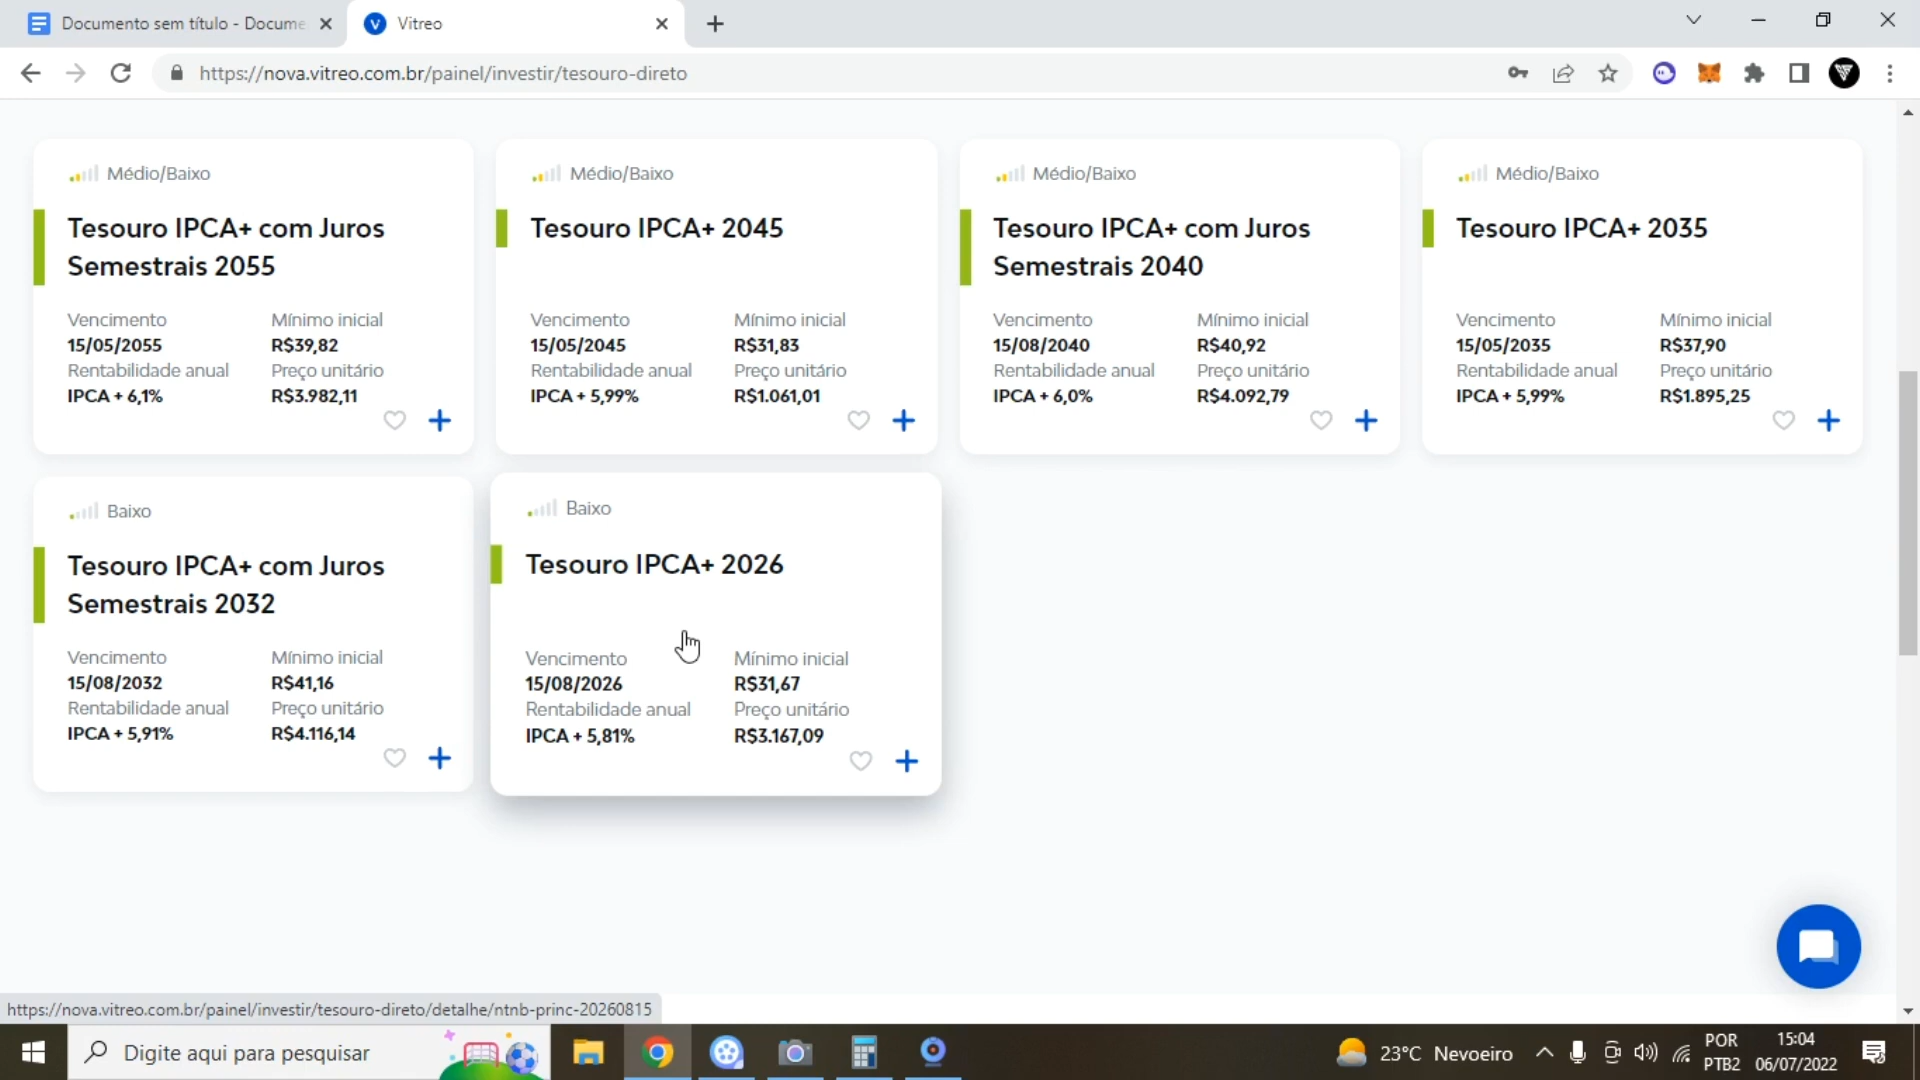 Documento sem título - Docume
Vitreo
https://nova.vitreo.com.br/painel/investir/tesouro-direto
Médio/Baixo
Tesouro IPCA+ com Juros
Semestrais 2055
Vencimento
Mínimo inicial
15/05/2055
R$39,82
Rentabilidade anual
Preço unitário
IPCA + 6,1%
R$3.982,11
Médio/Baixo
Tesouro IPCA+ 2045
Vencimento
Mínimo inicial
15/05/2045
R$31,83
Rentabilidade anual
Preço unitário
IPCA + 5,99%
R$1.061,01
Médio/Baixo
Tesouro IPCA+ com Juros
Semestrais 2040
Vencimento
Mínimo inicial
15/08/2040
R$40,92
Rentabilidade anual
Preço unitário
IPCA + 6,0%
R$4.092,79
Médio/Baixo
Tesouro IPCA+ 2035
Vencimento
Mínimo inicial
15/05/2035
R$37,90
Rentabilidade anual
Preço unitário
IPCA + 5,99%
R$1.895,25
Baixo
Tesouro IPCA+ com Juros
Semestrais 2032
Vencimento
Mínimo inicial
15/08/2032
R$41,16
Rentabilidade anual
Preço unitário
IPCA + 5,91%
R$4.116,14
Baixo
Tesouro IPCA+ 2026
Vencimento
Mínimo inicial
15/08/2026
R$31,67
Rentabilidade anual
Preço unitário
IPCA + 5,81%
R$3.167,09
https://nova.vitreo.com.br/painel/investir/tesouro-direto/detalhe/ntnb-princ-20260815
Digite aqui para pesquisar
23°C Nevoeiro
POR
PTB2
15:04
06/07/2022